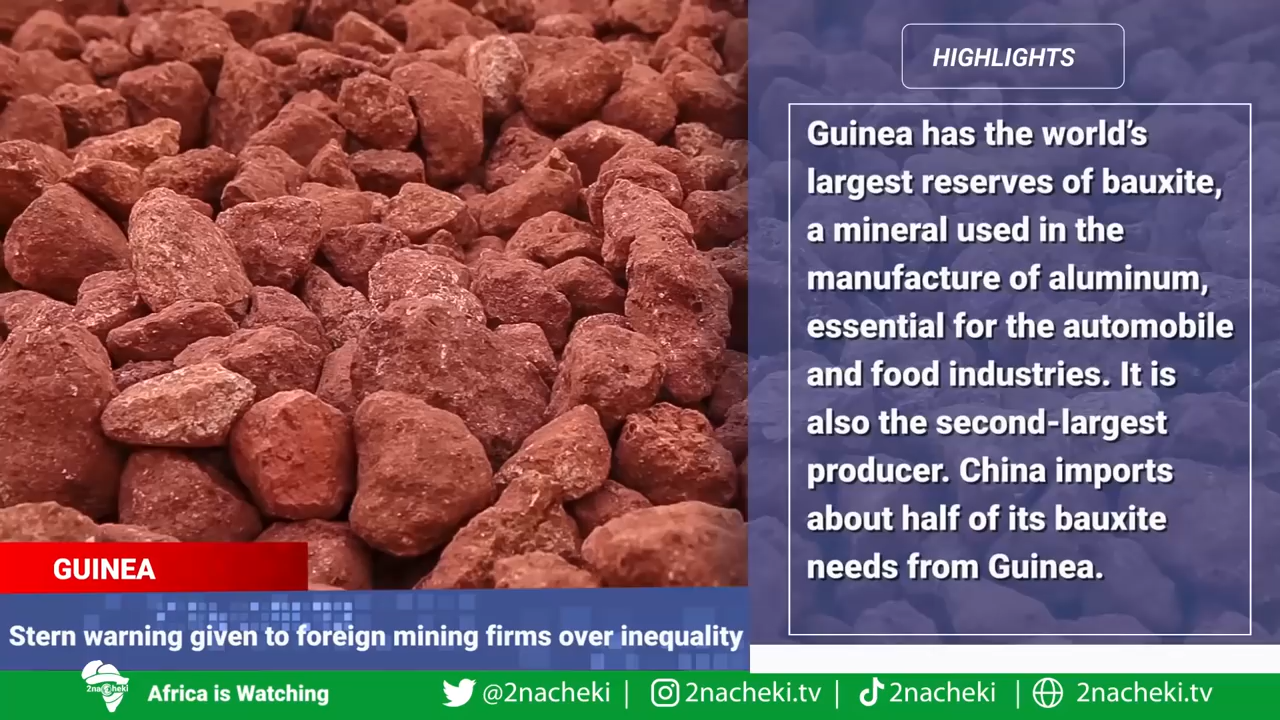 HIGHLIGHTS
Guinea has the world’s
largest reserves of bauxite,
a mineral used in the
manufacture of aluminum,
essential for the automobile
and food industries. It is
also the second-largest
producer. China imports
about half of its bauxite
needs from Guinea.
GUINEA
Stern warning given to foreign mining firms over inequality
2nacheki
Africa is Watching
@2nacheki | 2nacheki.tv | 2nacheki | 2nacheki.tv